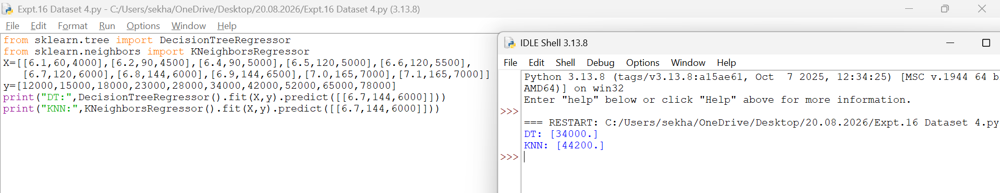 Expt.16 Dataset 4.py - C:/Users/sekha/OneDrive/Desktop/20.08.2026/Expt.16 Dataset 4.py (3.13.8)
File Edit Format Run Options Window Help
from sklearn.tree import DecisionTreeRegressor
from sklearn.neighbors import KNeighborsRegressor
X=[[6.1,60,4000],[6.2,90,4500],[6.4,90,5000],[6.5,120,5000],[6.6,120,5500],
[6.7,120,6000],[6.8,144,6000],[6.9,144,6500],[7.0,165,7000],[7.1,165,7000]]
y=[12000,15000,18000,23000,28000,34000,42000,52000,65000,78000]
print("DT:",DecisionTreeRegressor().fit(X,y).predict([[6.7,144,6000]]))
print("KNN:",KNeighborsRegressor().fit(X,y).predict([[6.7,144,6000]]))
IDLE Shell 3.13.8
File Edit Shell Debug Options Window Help
Python 3.13.8 (tags/v3.13.8:a15ae61, Oct  7 2025, 12:34:25) [MSC v.1944 64 b
AMD64)] on win32
Enter "help" below or click "Help" above for more information.
>>>
=== RESTART: C:/Users/sekha/OneDrive/Desktop/20.08.2026/Expt.16 Dataset 4.py
DT: [34000.]
KNN: [44200.]
>>>